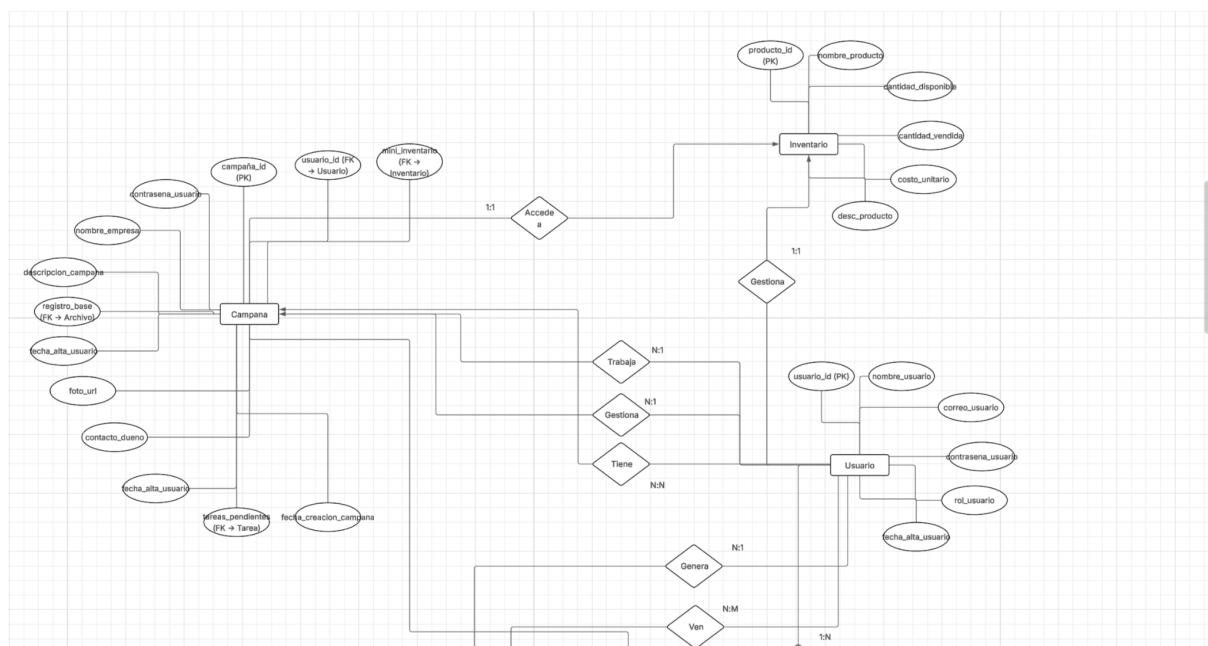 producto_id
(PK)
nombre_producto
cantidad_disponible
cantidad_vendida
Inventario
costo_unitario
desc_producto
mini_inventario
(FK
→
Inventario)
usuario_id (FK
→ Usuario)
campaña_id
(PK)
contrasena_usuario
nombre_empresa
descripcion_campana
registro_base
(FK → Archivo)
fecha_alta_usuario
foto_url
contacto_dueno
fecha_alta_usuario
tareas_pendientes
(FK → Tarea)
fecha_creacion_campana
Campana
1:1
Accede
a
1:1
Gestiona
N:1
Trabaja
N:1
Gestiona
Tiene
N:N
usuario_id (PK)
nombre_usuario
correo_usuario
contrasena_usuario
Usuario
rol_usuario
fecha_alta_usuario
N:1
Genera
N:M
Ven
1:N